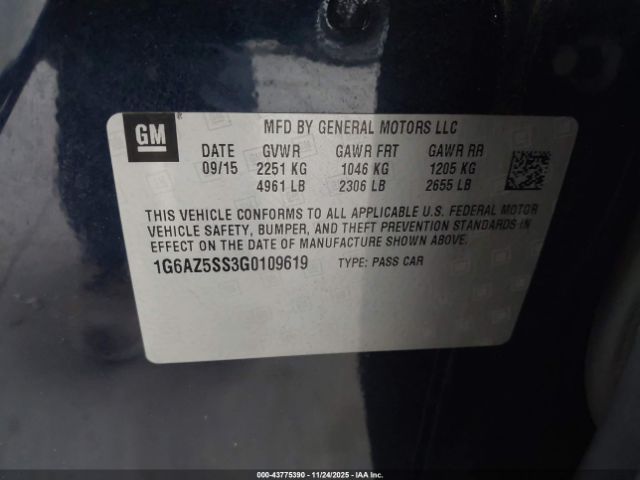 GM ®
MFD BY GENERAL MOTORS LLC
DATE GVWR GAWR FRT GAWR RR
09/15 2251 KG 1046 KG 1205 KG
4961 LB 2306 LB 2655 LB
THIS VEHICLE CONFORMS TO ALL APPLICABLE U.S. FEDERAL MOTOR
VEHICLE SAFETY, BUMPER, AND THEFT PREVENTION STANDARDS IN
EFFECT ON THE DATE OF MANUFACTURE SHOWN ABOVE.
1G6AZ5SS3G0109619 TYPE: PASS CAR
000-43775390 - 11/24/2025 - IAAI.COM